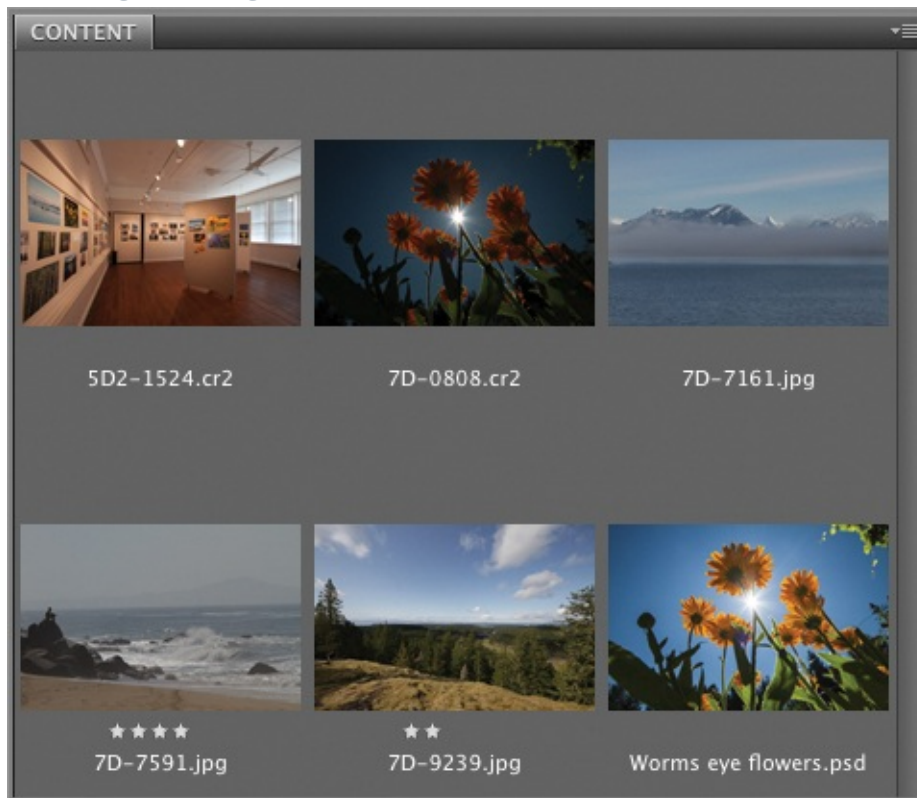 CONTENT
5D2-1524.cr2
7D-0808.cr2
7D-7161.jpg
★★★★
★★
7D-7591.jpg
7D-9239.jpg
Worms eye flowers.psd